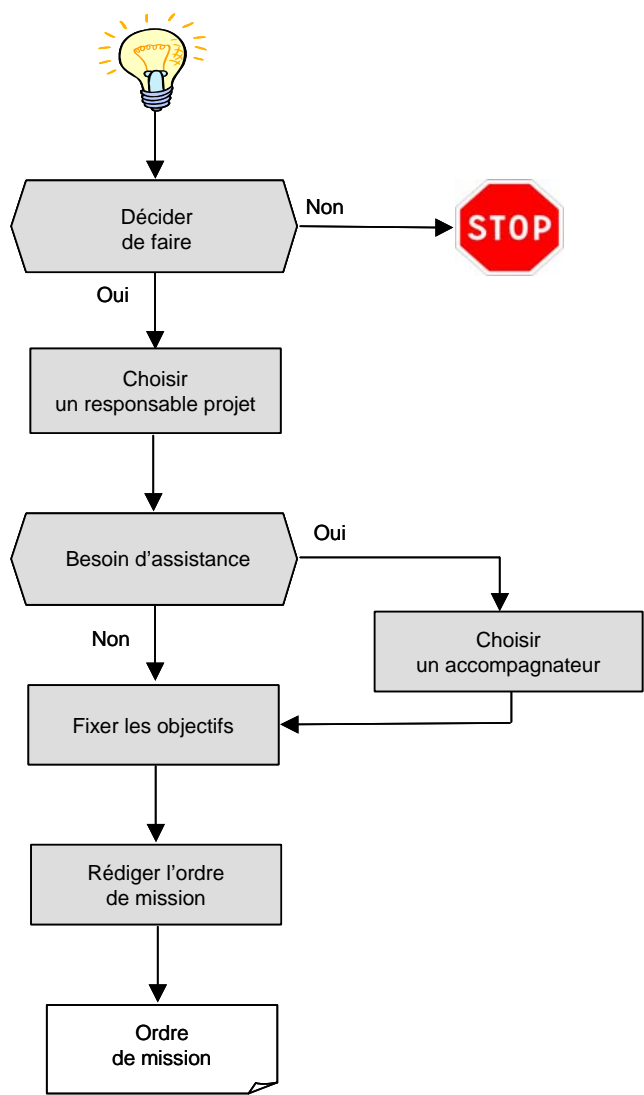 Décider
de faire
Non
STOP
Oui
Choisir
un responsable projet
Besoin d’assistance
Oui
Non
Choisir
un accompagnateur
Fixer les objectifs
Rédiger l’ordre
de mission
Ordre
de mission